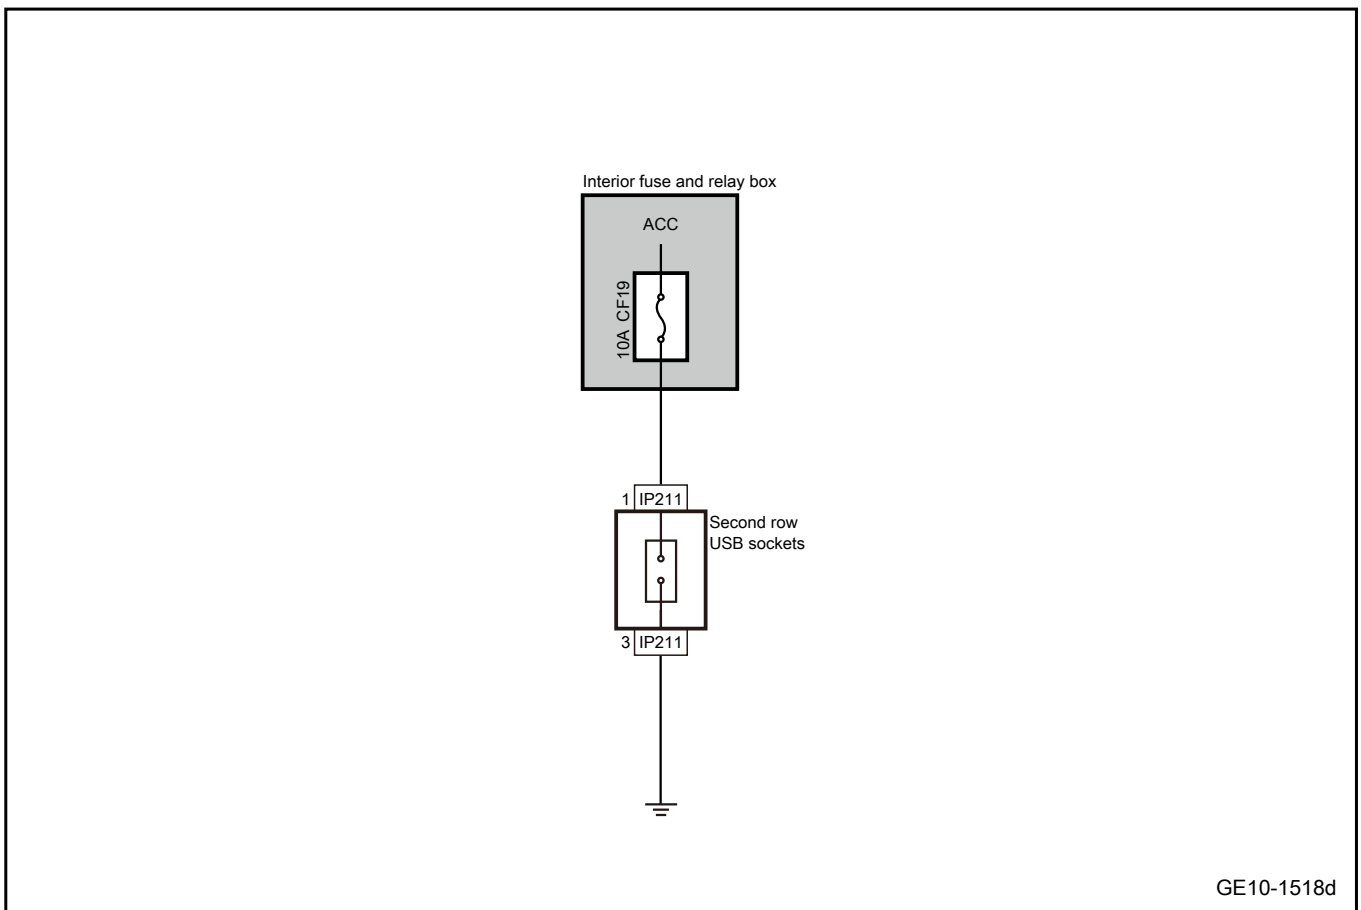 Interior fuse and relay box
ACC
10A CF19
1 IP211
Second row
USB sockets
3 IP211
GE10-1518d